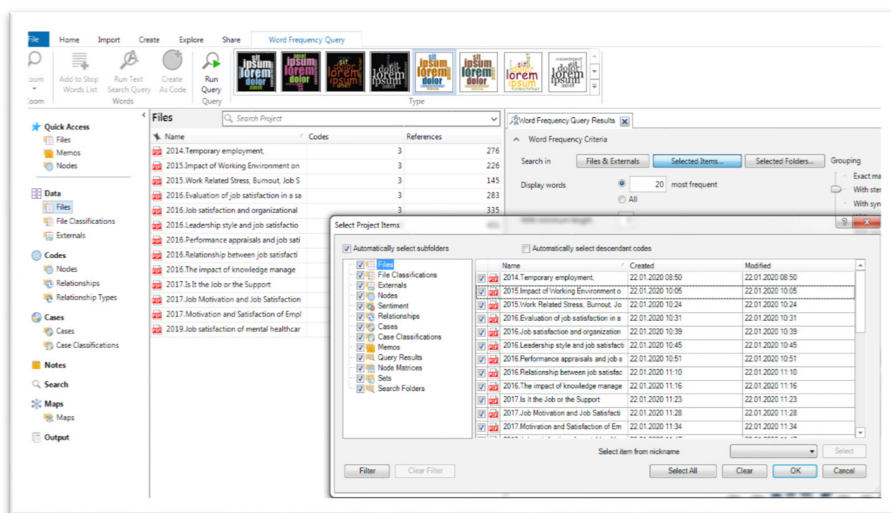 File Home Import Create Explore Share Word Frequency Query
Zoom Add to Stop Words List Run Text Search Query Create As Code Run Query
Zoom Words Query Type
Files Search Project
Name Codes References
Quick Access
Files
Memos
Nodes
Data
Files
File Classifications
Externals
Codes
Nodes
Relationships
Relationship Types
Cases
Cases
Case Classifications
Notes
Search
Maps
Maps
Output
2014.Temporary employment, 3 276
2015.Impact of Working Environment on 3 226
2015.Work Related Stress, Burnout, Job S 3 145
2016.Evaluation of job satisfaction in a sa 3 283
2016.Job satisfaction and organizational 3 335
2016.Leadership style and job satisfactio
2016.Performance appraisals and job sati
2016.Relationship between job satisfacti
2016.The impact of knowledge manage
2017.Is It the Job or the Support
2017.Job Motivation and Job Satisfaction
2017.Motivation and Satisfaction of Empl
2019.Job satisfaction of mental healthcar
Word Frequency Query Results
Word Frequency Criteria
Search in Files & Externals Selected Items... Selected Folders... Grouping
Display words 20 most frequent
All
Exact ma
With ster
With syn
Select Project Items
Automatically select subfolders Automatically select descendant codes
Files
File Classifications
Externals
Nodes
Sentiment
Relationships
Cases
Case Classifications
Memos
Query Results
Node Matrices
Sets
Search Folders
Name Created Modified
2014.Temporary employment, 22.01.2020 08:50 22.01.2020 08:50
2015.Impact of Working Environment o 22.01.2020 10:05 22.01.2020 10:05
2015.Work Related Stress, Burnout, Jo 22.01.2020 10:24 22.01.2020 10:24
2016.Evaluation of job satisfaction in a 22.01.2020 10:31 22.01.2020 10:31
2016.Job satisfaction and organization 22.01.2020 10:39 22.01.2020 10:39
2016.Leadership style and job satisfacti 22.01.2020 10:45 22.01.2020 10:45
2016.Performance appraisals and job s 22.01.2020 10:51 22.01.2020 10:51
2016.Relationship between job satisfac 22.01.2020 11:10 22.01.2020 11:10
2016.The impact of knowledge manage 22.01.2020 11:16 22.01.2020 11:16
2017.Is It the Job or the Support 22.01.2020 11:23 22.01.2020 11:23
2017.Job Motivation and Job Satisfacti 22.01.2020 11:28 22.01.2020 11:28
2017.Motivation and Satisfaction of Em 22.01.2020 11:34 22.01.2020 11:34
Select item from nickname Select
Filter Clear Filter Select All Clear OK Cancel